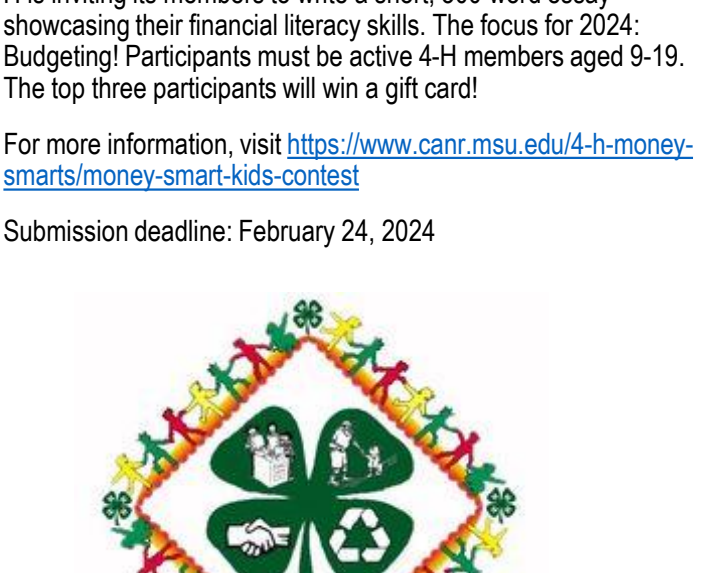 showcasing their financial literacy skills. The focus for 2024:
Budgeting! Participants must be active 4-H members aged 9-19.
The top three participants will win a gift card!
For more information, visit https://www.canr.msu.edu/4-h-money-
smarts/money-smart-kids-contest
Submission deadline: February 24, 2024